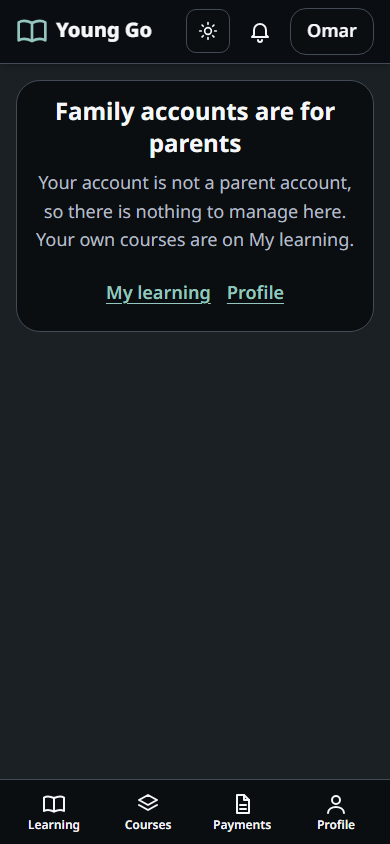 Young Go
Omar
Family accounts are for
parents
Your account is not a parent account,
so there is nothing to manage here.
Your own courses are on My learning.
My learning Profile
Learning Courses Payments Profile